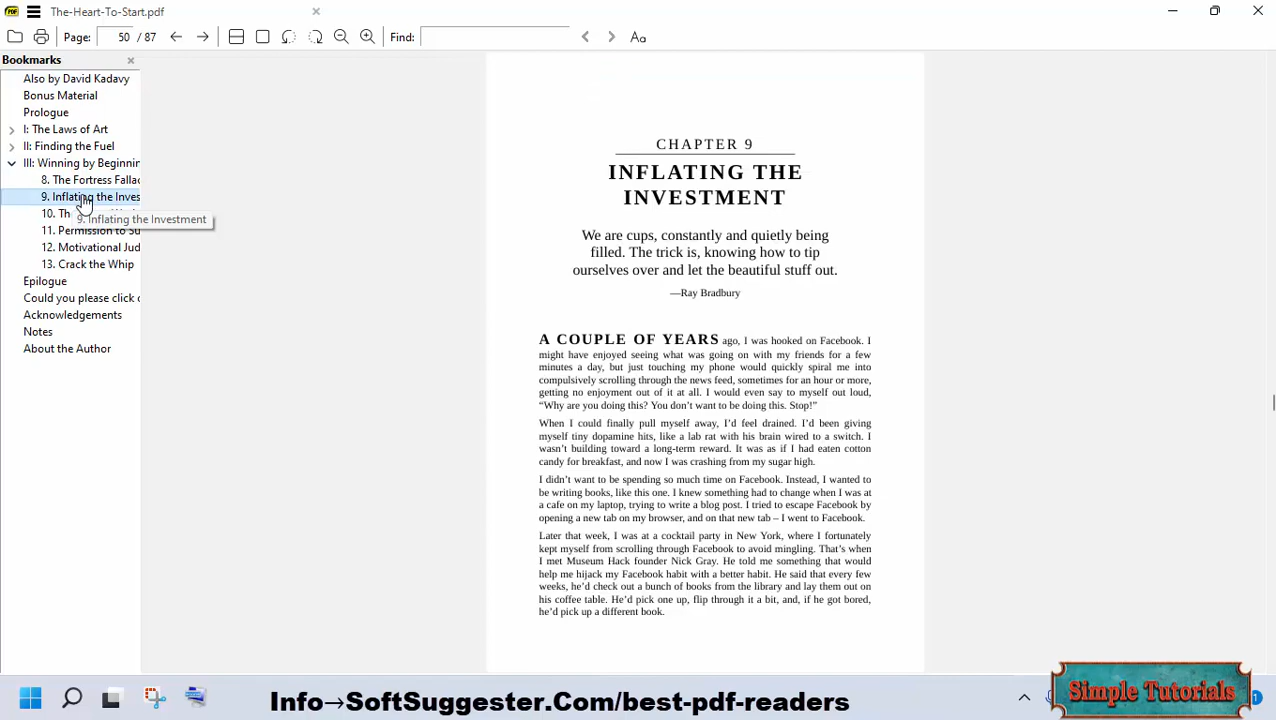 PDF The-Heart-To-Start.pdf
Page: 50 / 87 Find: Aa
Bookmarks
Also by David Kadavy
Bonus Material
Prologue
I: The Laws of Art
II: Finding the Fuel
III: Winning by Beginnin
8. The Fortress Fallac
9. Inflating the Inves
10. Th
9. Inflating the Investment
11. Permission to Su
12. Motivational Jud
13. Crack the Whip
Epilogue
Could you please click o
Acknowledgements
Notes
About the Author
CHAPTER 9
INFLATING THE
INVESTMENT
We are cups, constantly and quietly being
filled. The trick is, knowing how to tip
ourselves over and let the beautiful stuff out.
—Ray Bradbury
A COUPLE OF YEARS ago, I was hooked on Facebook. I
might have enjoyed seeing what was going on with my friends for a few
minutes a day, but just touching my phone would quickly spiral me into
compulsively scrolling through the news feed, sometimes for an hour or more,
getting no enjoyment out of it at all. I would even say to myself out loud,
“Why are you doing this? You don’t want to be doing this. Stop!”
When I could finally pull myself away, I’d feel drained. I’d been giving
myself tiny dopamine hits, like a lab rat with his brain wired to a switch. I
wasn’t building toward a long-term reward. It was as if I had eaten cotton
candy for breakfast, and now I was crashing from my sugar high.
I didn’t want to be spending so much time on Facebook. Instead, I wanted to
be writing books, like this one. I knew something had to change when I was at
a cafe on my laptop, trying to write a blog post. I tried to escape Facebook by
opening a new tab on my browser, and on that new tab – I went to Facebook.
Later that week, I was at a cocktail party in New York, where I fortunately
kept myself from scrolling through Facebook to avoid mingling. That’s when
I met Museum Hack founder Nick Gray. He told me something that would
help me hijack my Facebook habit with a better habit. He said that every few
weeks, he’d check out a bunch of books from the library and lay them out on
his coffee table. He’d pick one up, flip through it a bit, and, if he got bored,
he’d pick up a different book.
Info→SoftSuggester.Com/best-pdf-readers
Simple Tutorials
1